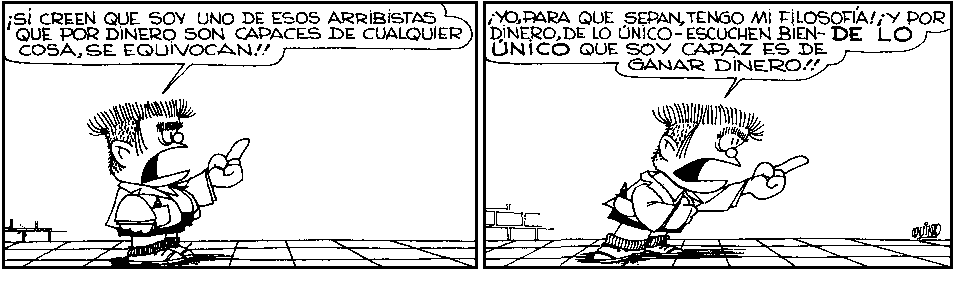 ¡SI CREEN QUE SOY UNO DE ESOS ARRIBISTAS
QUE POR DINERO SON CAPACES DE CUALQUIER
COSA, SE EQUIVOCAN!!
¡YO, PARA QUE SEPAN, TENGO MI FILOSOFÍA! ¡Y POR
DINERO, DE LO ÚNICO - ESCUCHEN BIEN - DE LO
ÚNICO QUE SOY CAPAZ ES DE
GANAR DINERO!!
QUINO